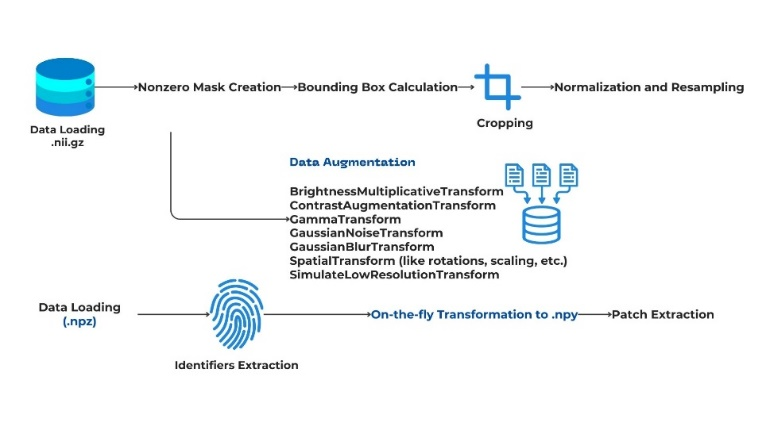 Nonzero Mask Creation
Bounding Box Calculation
Normalization and Resampling
Cropping
Data Loading
.nii.gz
Data Augmentation
BrightnessMultiplicativeTransform
ContrastAugmentationTransform
GammaTransform
GaussianNoiseTransform
GaussianBlurTransform
SpatialTransform (like rotations, scaling, etc.)
SimulateLowResolutionTransform
Data Loading
(.npz)
On-the-fly Transformation to .npy
Patch Extraction
Identifiers Extraction